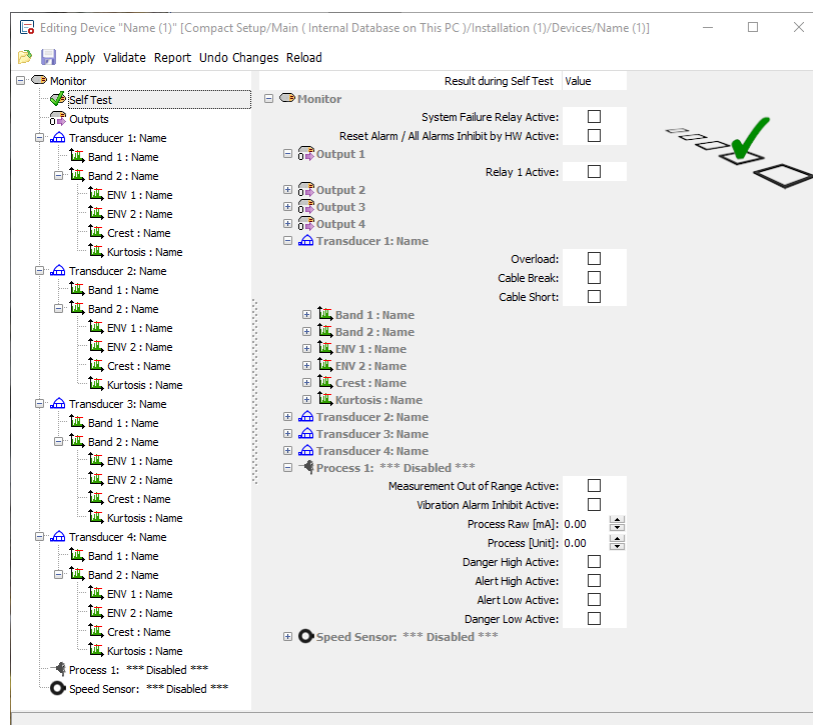 Editing Device "Name (1)" [Compact Setup/Main ( Internal Database on This PC )/Installation (1)/Devices/Name (1)]
Apply Validate Report Undo Changes Reload
Monitor
Self Test
Outputs
Transducer 1: Name
Band 1 : Name
Band 2 : Name
ENV 1 : Name
ENV 2 : Name
Crest : Name
Kurtosis : Name
Transducer 2: Name
Band 1 : Name
Band 2 : Name
ENV 1 : Name
ENV 2 : Name
Crest : Name
Kurtosis : Name
Transducer 3: Name
Band 1 : Name
Band 2 : Name
ENV 1 : Name
ENV 2 : Name
Crest : Name
Kurtosis : Name
Transducer 4: Name
Band 1 : Name
Band 2 : Name
ENV 1 : Name
ENV 2 : Name
Crest : Name
Kurtosis : Name
Process 1: *** Disabled ***
Speed Sensor: *** Disabled ***
Result during Self Test Value
Monitor
System Failure Relay Active:
Reset Alarm / All Alarms Inhibit by HW Active:
Output 1
Relay 1 Active:
Output 2
Output 3
Output 4
Transducer 1: Name
Overload:
Cable Break:
Cable Short:
Band 1 : Name
Band 2 : Name
ENV 1 : Name
ENV 2 : Name
Crest : Name
Kurtosis : Name
Transducer 2: Name
Transducer 3: Name
Transducer 4: Name
Process 1: *** Disabled ***
Measurement Out of Range Active:
Vibration Alarm Inhibit Active:
Process Raw [mA]: 0.00
Process [Unit]: 0.00
Danger High Active:
Alert High Active:
Alert Low Active:
Danger Low Active:
Speed Sensor: *** Disabled ***